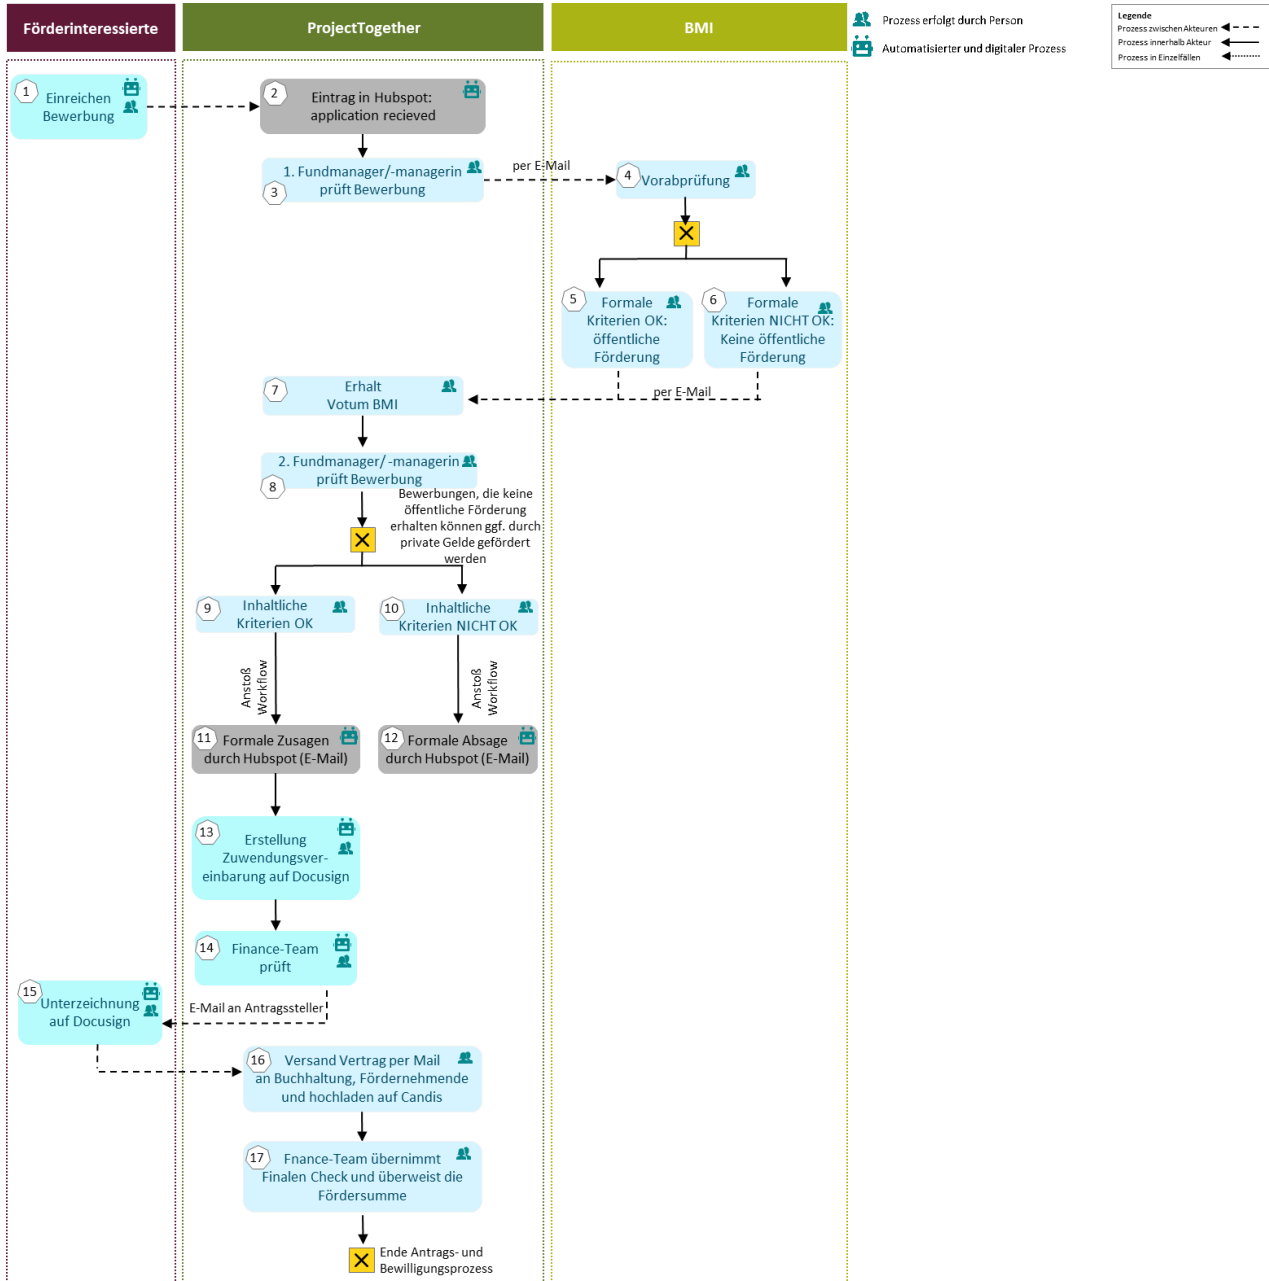 Förderinteressierte
ProjectTogether
BMI
Prozess erfolgt durch Person
Automatisierter und digitaler Prozess
Legende
Prozess zwischen Akteuren
Prozess innerhalb Akteur
Prozess in Einzelfällen
1
Einreichen
Bewerbung
2
Eintrag in Hubspot:
application recieved
3
1. Fundmanager/-managerin
prüft Bewerbung
per E-Mail
4
Vorabprüfung
5
Formale
Kriterien OK:
öffentliche
Förderung
6
Formale
Kriterien NICHT OK:
Keine öffentliche
Förderung
per E-Mail
7
Erhalt
Votum BMI
8
2. Fundmanager/ -managerin
prüft Bewerbung
Bewerbungen, die keine
öffentliche Förderung
erhalten können ggf. durch
private Gelde gefördert
werden
9
Inhaltliche
Kriterien OK
10
Inhaltliche
Kriterien NICHT OK
Anstoß
Workflow
Anstoß
Workflow
11
Formale Zusagen
durch Hubspot (E-Mail)
12
Formale Absage
durch Hubspot (E-Mail)
13
Erstellung
Zuwendungsver-
einbarung auf Docusign
14
Finance-Team
prüft
E-Mail an Antragssteller
15
Unterzeichnung
auf Docusign
16
Versand Vertrag per Mail
an Buchhaltung, Fördernehmende
und hochladen auf Candis
17
Fnance-Team übernimmt
Finalen Check und überweist die
Fördersumme
Ende Antrags- und
Bewilligungsprozess